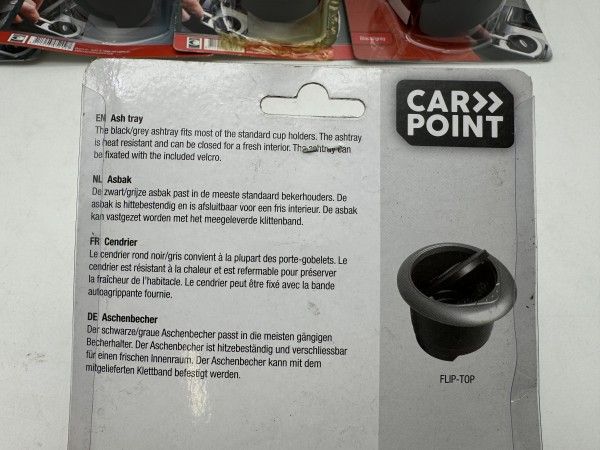 CAR>>
POINT
EN Ash tray
The black/grey ashtray fits most of the standard cup holders. The ashtray
is heat resistant and can be closed for a fresh interior. The ashtray can
be fixated with the included velcro.
NL Asbak
De zwart/grijze asbak past in de meeste standaard bekerhouders. De
asbak is hittebestendig en is afsluitbaar voor een fris interieur. De asbak
kan vastgezet worden met het meegeleverde klittenband.
FR Cendrier
Le cendrier rond noir/gris convient à la plupart des porte-gobelets. Le
cendrier est résistant à la chaleur et est refermable pour préserver
la fraîcheur de l'habitacle. Le cendrier peut être fixé avec la bande
autoagrippante fournie.
DE Aschenbecher
Der schwarze/graue Aschenbecher passt in die meisten gängigen
Becherhalter. Der Aschenbecher ist hitzebeständig und verschliessbar
für einen frischen Innenraum. Der Aschenbecher kann mit dem
mitgelieferten Klettband befestigt werden.
FLIP-TOP